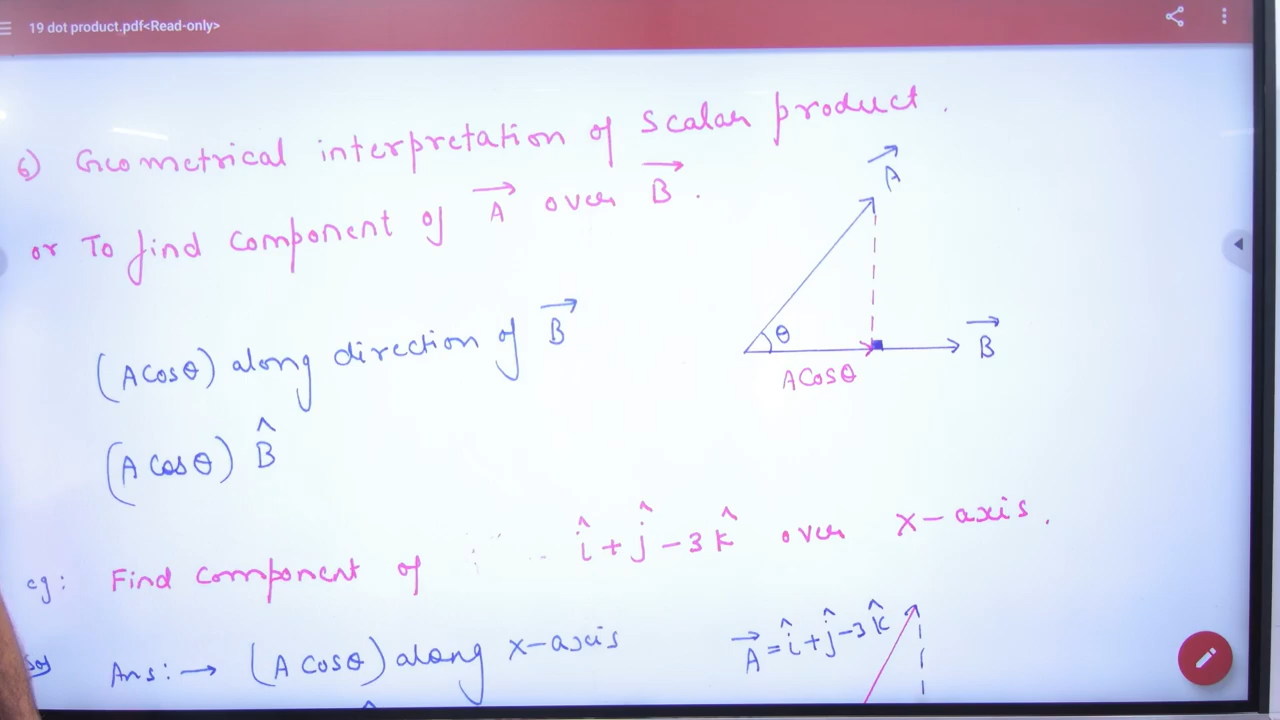 19 dot product.pdf<Read-only>
6) Geometrical interpretation of scalar product.
or To find component of A⃗ over B⃗.
A⃗
θ
B⃗
A Cosθ
(A Cosθ) along direction of B⃗
(A Cosθ) B̂
eg: Find component of î + ĵ - 3k̂ over x-axis.
Ans: → (A Cosθ) along x-axis
A⃗ = î + ĵ - 3k̂